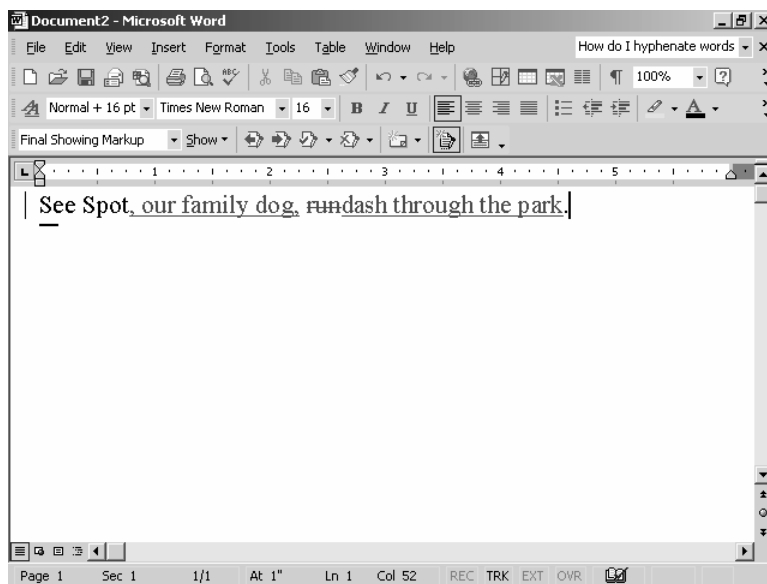 Document2 - Microsoft Word
File Edit View Insert Format Tools Table Window Help How do I hyphenate words
ABC 100%
Normal + 16 pt Times New Roman 16 B I U A
Final Showing Markup Show
1 2 3 4 5
See Spot, our family dog, rundash through the park.
Page 1 Sec 1 1/1 At 1" Ln 1 Col 52 REC TRK EXT OVR